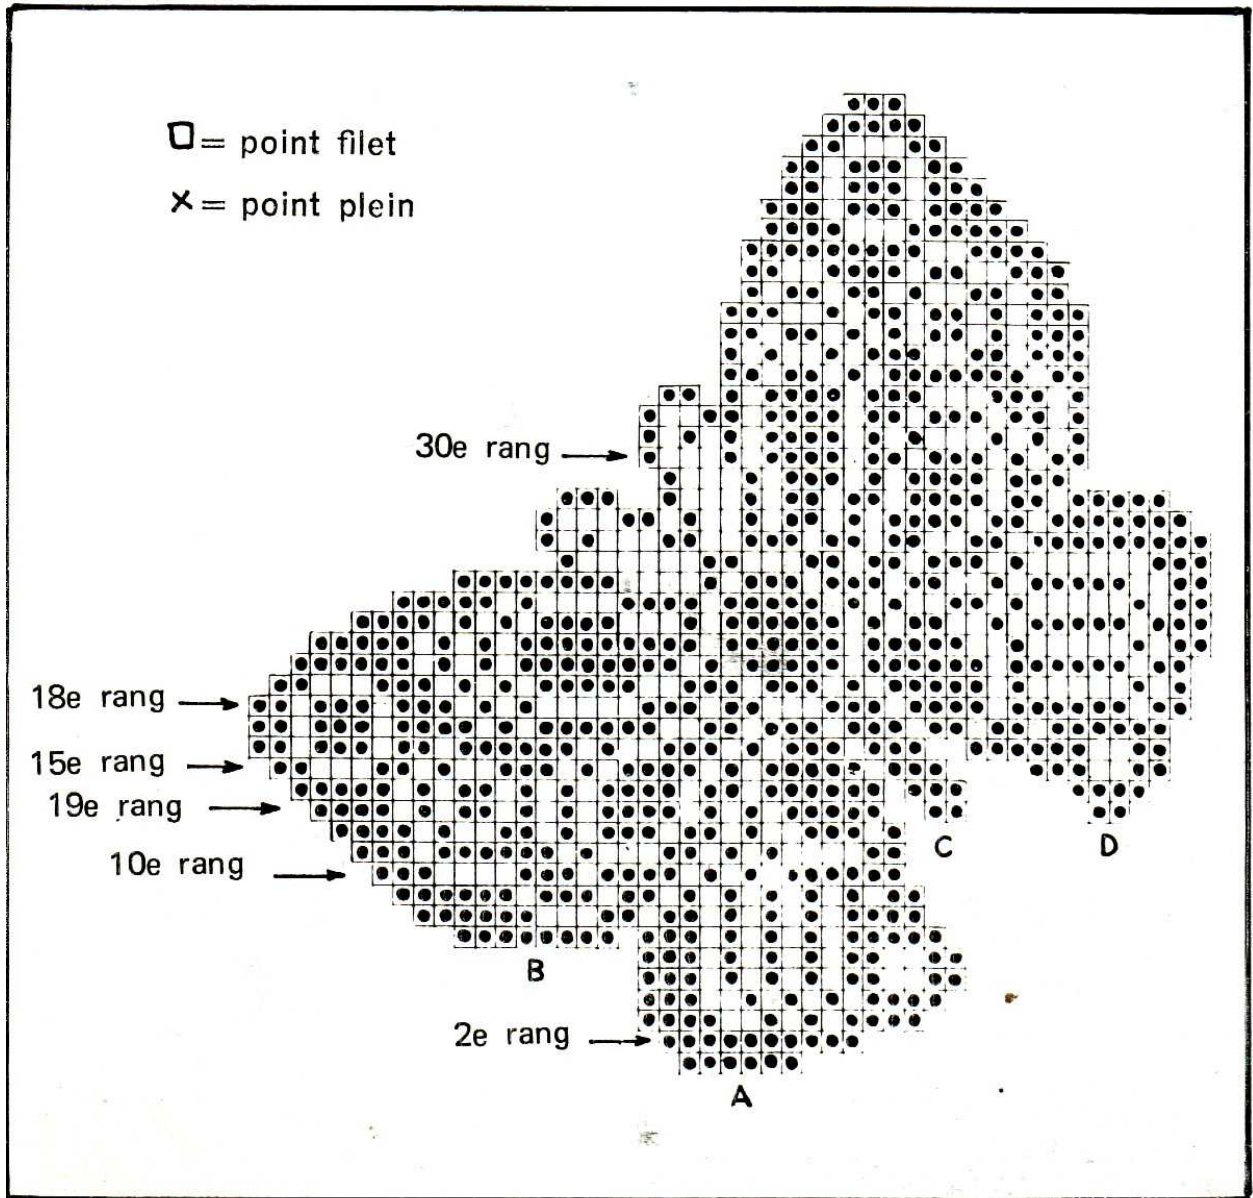 □= point filet
x= point plein
30e rang
18e rang
15e rang
19e rang
10e rang
C
D
B
2e rang
A